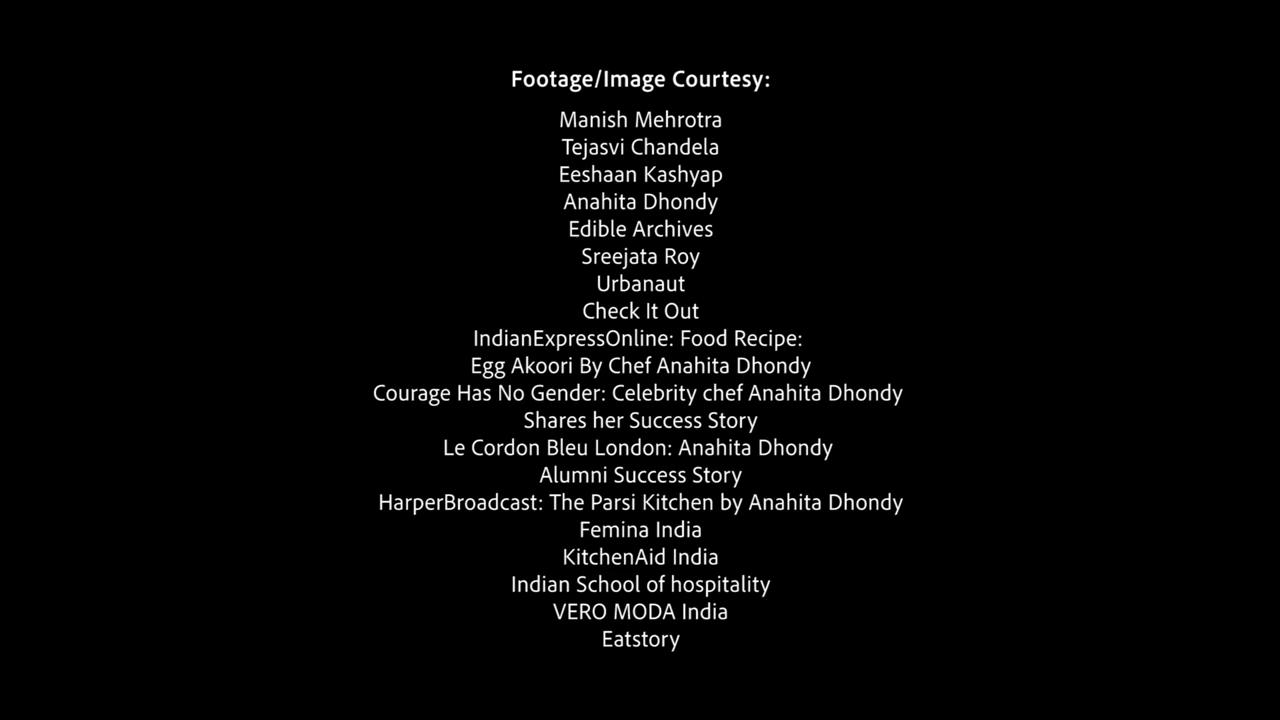 Footage/Image Courtesy:
Manish Mehrotra
Tejasvi Chandela
Eeshaan Kashyap
Anahita Dhondy
Edible Archives
Sreejata Roy
Urbanaut
Check It Out
IndianExpressOnline: Food Recipe:
Egg Akoori By Chef Anahita Dhondy
Courage Has No Gender: Celebrity chef Anahita Dhondy
Shares her Success Story
Le Cordon Bleu London: Anahita Dhondy
Alumni Success Story
HarperBroadcast: The Parsi Kitchen by Anahita Dhondy
Femina India
KitchenAid India
Indian School of hospitality
VERO MODA India
Eatstory